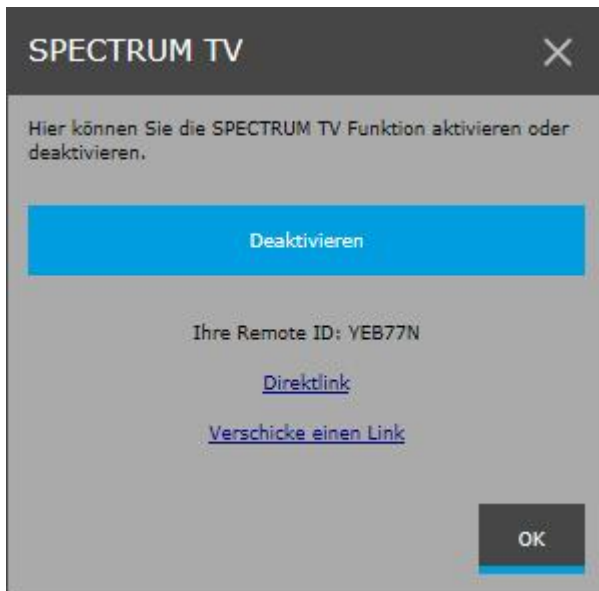 SPECTRUM TV
Hier können Sie die SPECTRUM TV Funktion aktivieren oder
deaktivieren.
Deaktivieren
Ihre Remote ID: YEB77N
Direktlink
Verschicke einen Link
OK